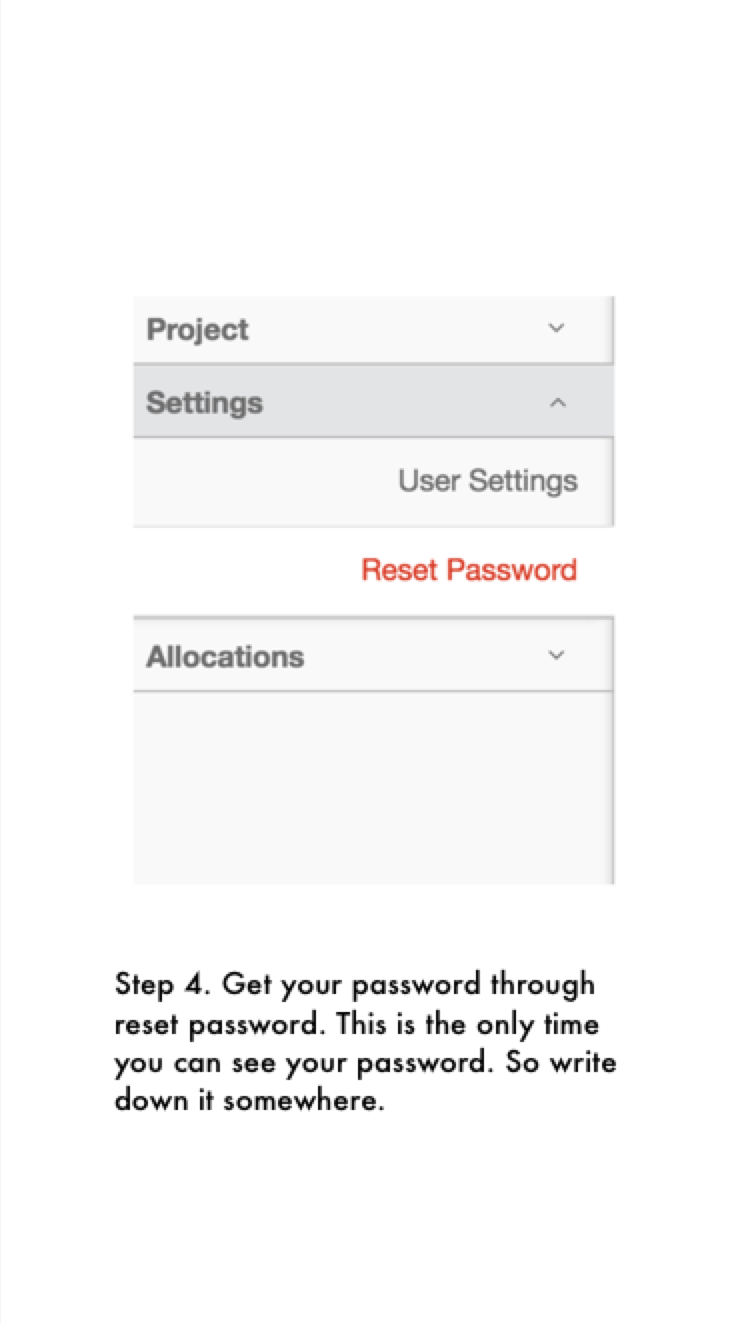 Project
Settings
User Settings
Reset Password
Allocations
Step 4. Get your password through
reset password. This is the only time
you can see your password. So write
down it somewhere.